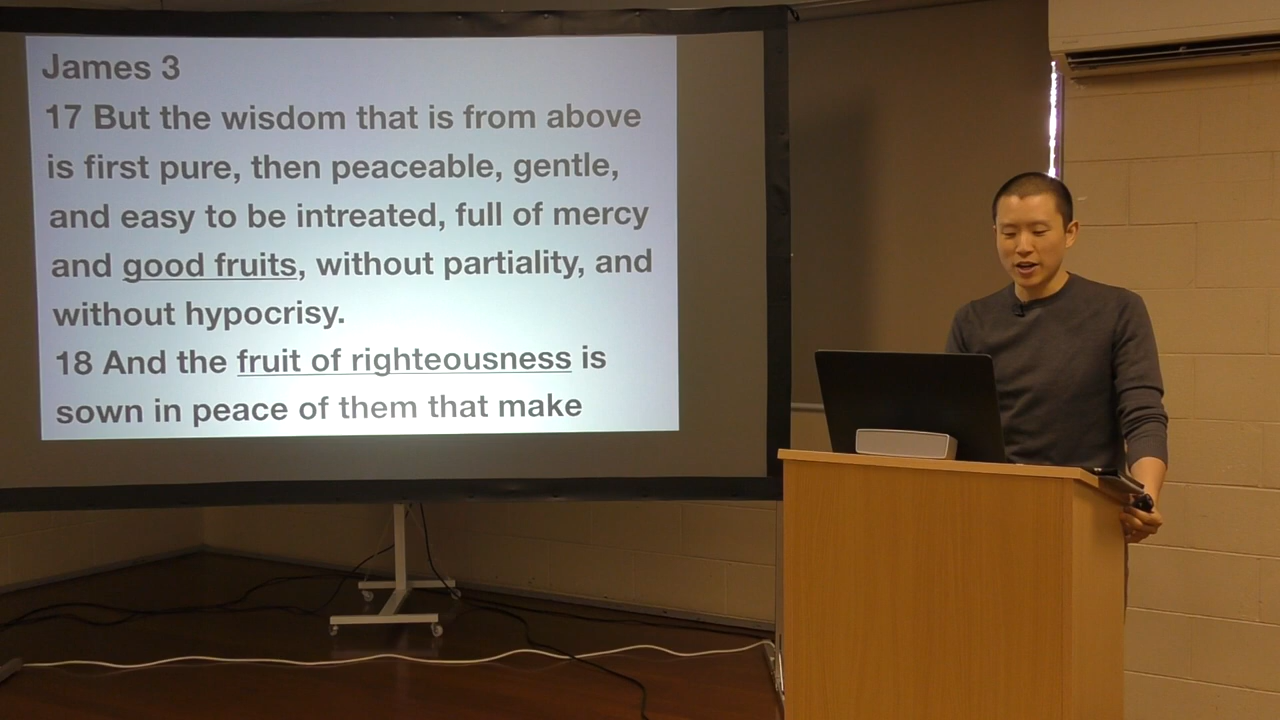 James 3
17 But the wisdom that is from above
is first pure, then peaceable, gentle,
and easy to be intreated, full of mercy
and good fruits, without partiality, and
without hypocrisy.
18 And the fruit of righteousness is
sown in peace of them that make